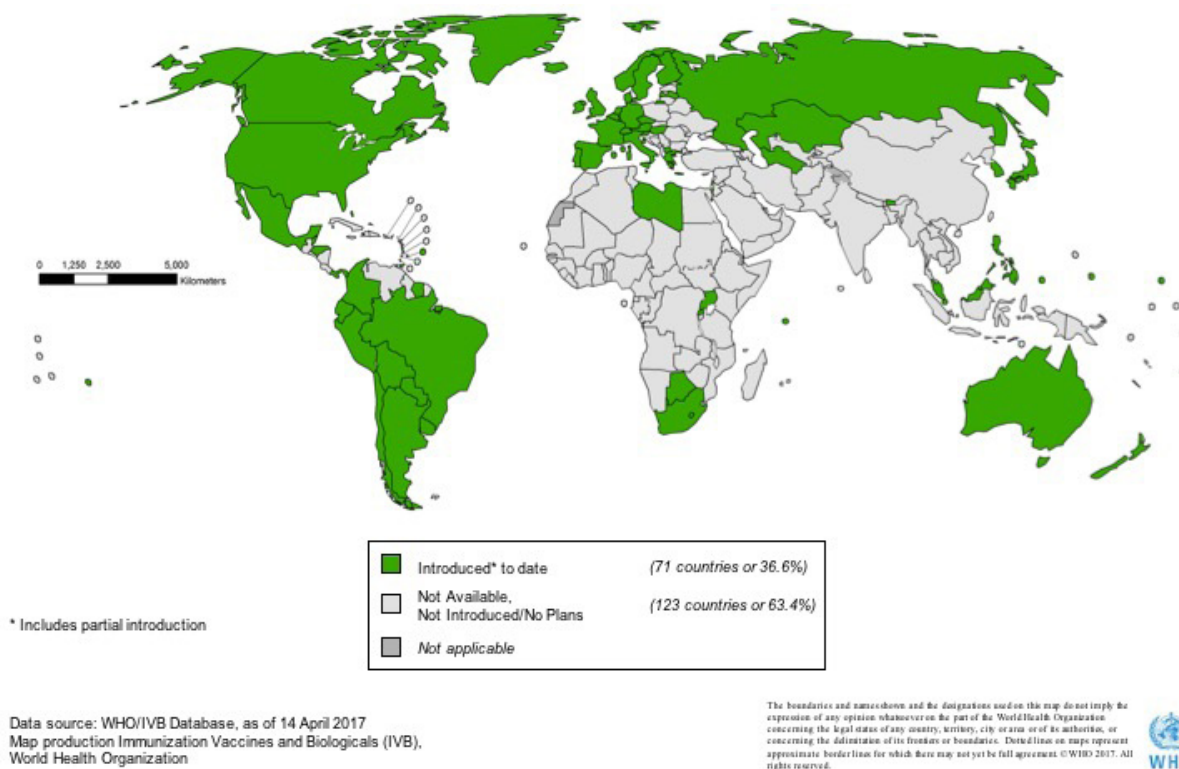 0 1,250 2,500 5,000
Kilometers
Introduced* to date (71 countries or 36.6%)
Not Available,
Not Introduced/No Plans (123 countries or 63.4%)
Not applicable
* Includes partial introduction
Data source: WHO/IVB Database, as of 14 April 2017
Map production Immunization Vaccines and Biologicals (IVB),
World Health Organization
The boundaries and names shown and the designations used on this map do not imply the
expression of any opinion whatsoever on the part of the World Health Organization
concerning the legal status of any country, territory, city or area or of its authorities, or
concerning the delimitation of its frontiers or boundaries. Dotted lines on maps represent
approximate border lines for which there may not yet be full agreement. © WHO 2017. All
rights reserved.
WH